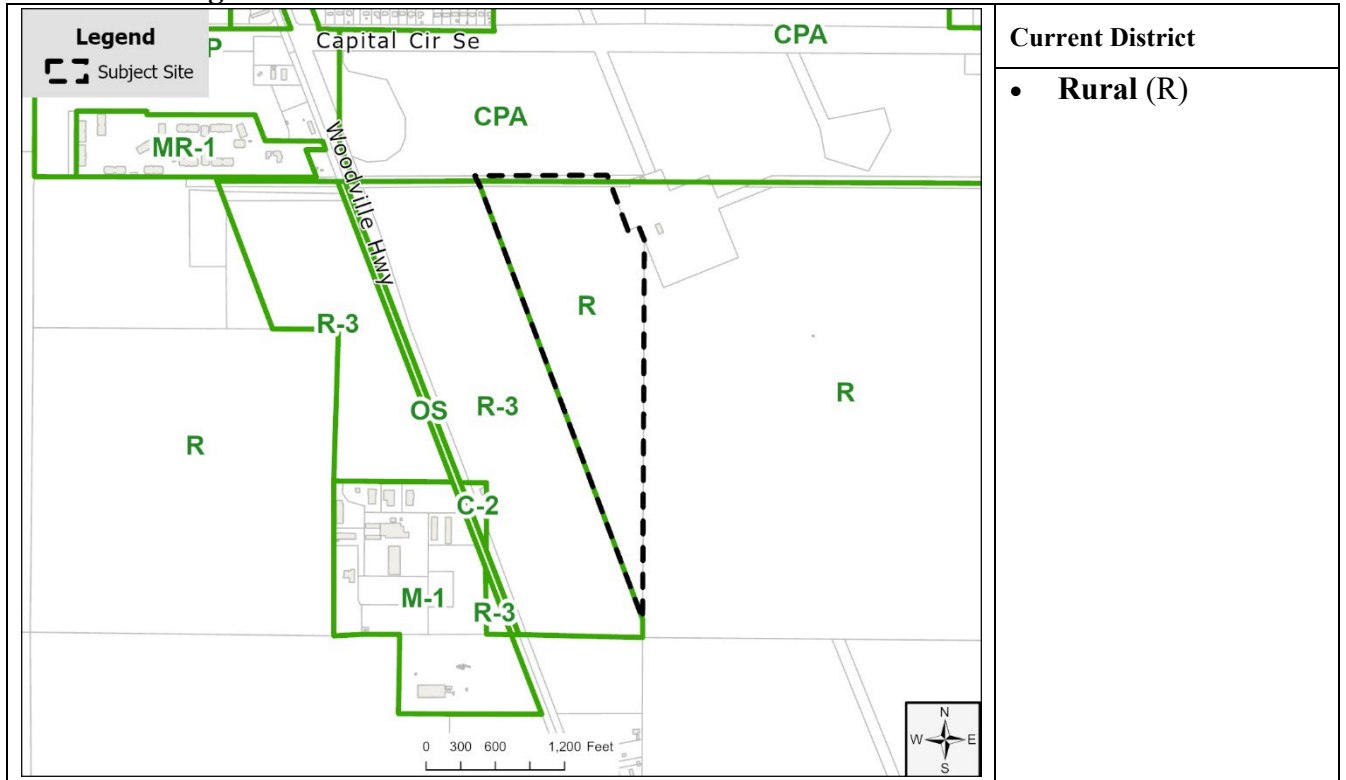 Legend
Subject Site
P
Capital Cir Se
CPA
CPA
MR-1
Woodville Hwy
R
R-3
OS
R-3
R
R
C-2
M-1
R-3
N
W E
S
0 300 600 1,200 Feet
Current District
• Rural (R)